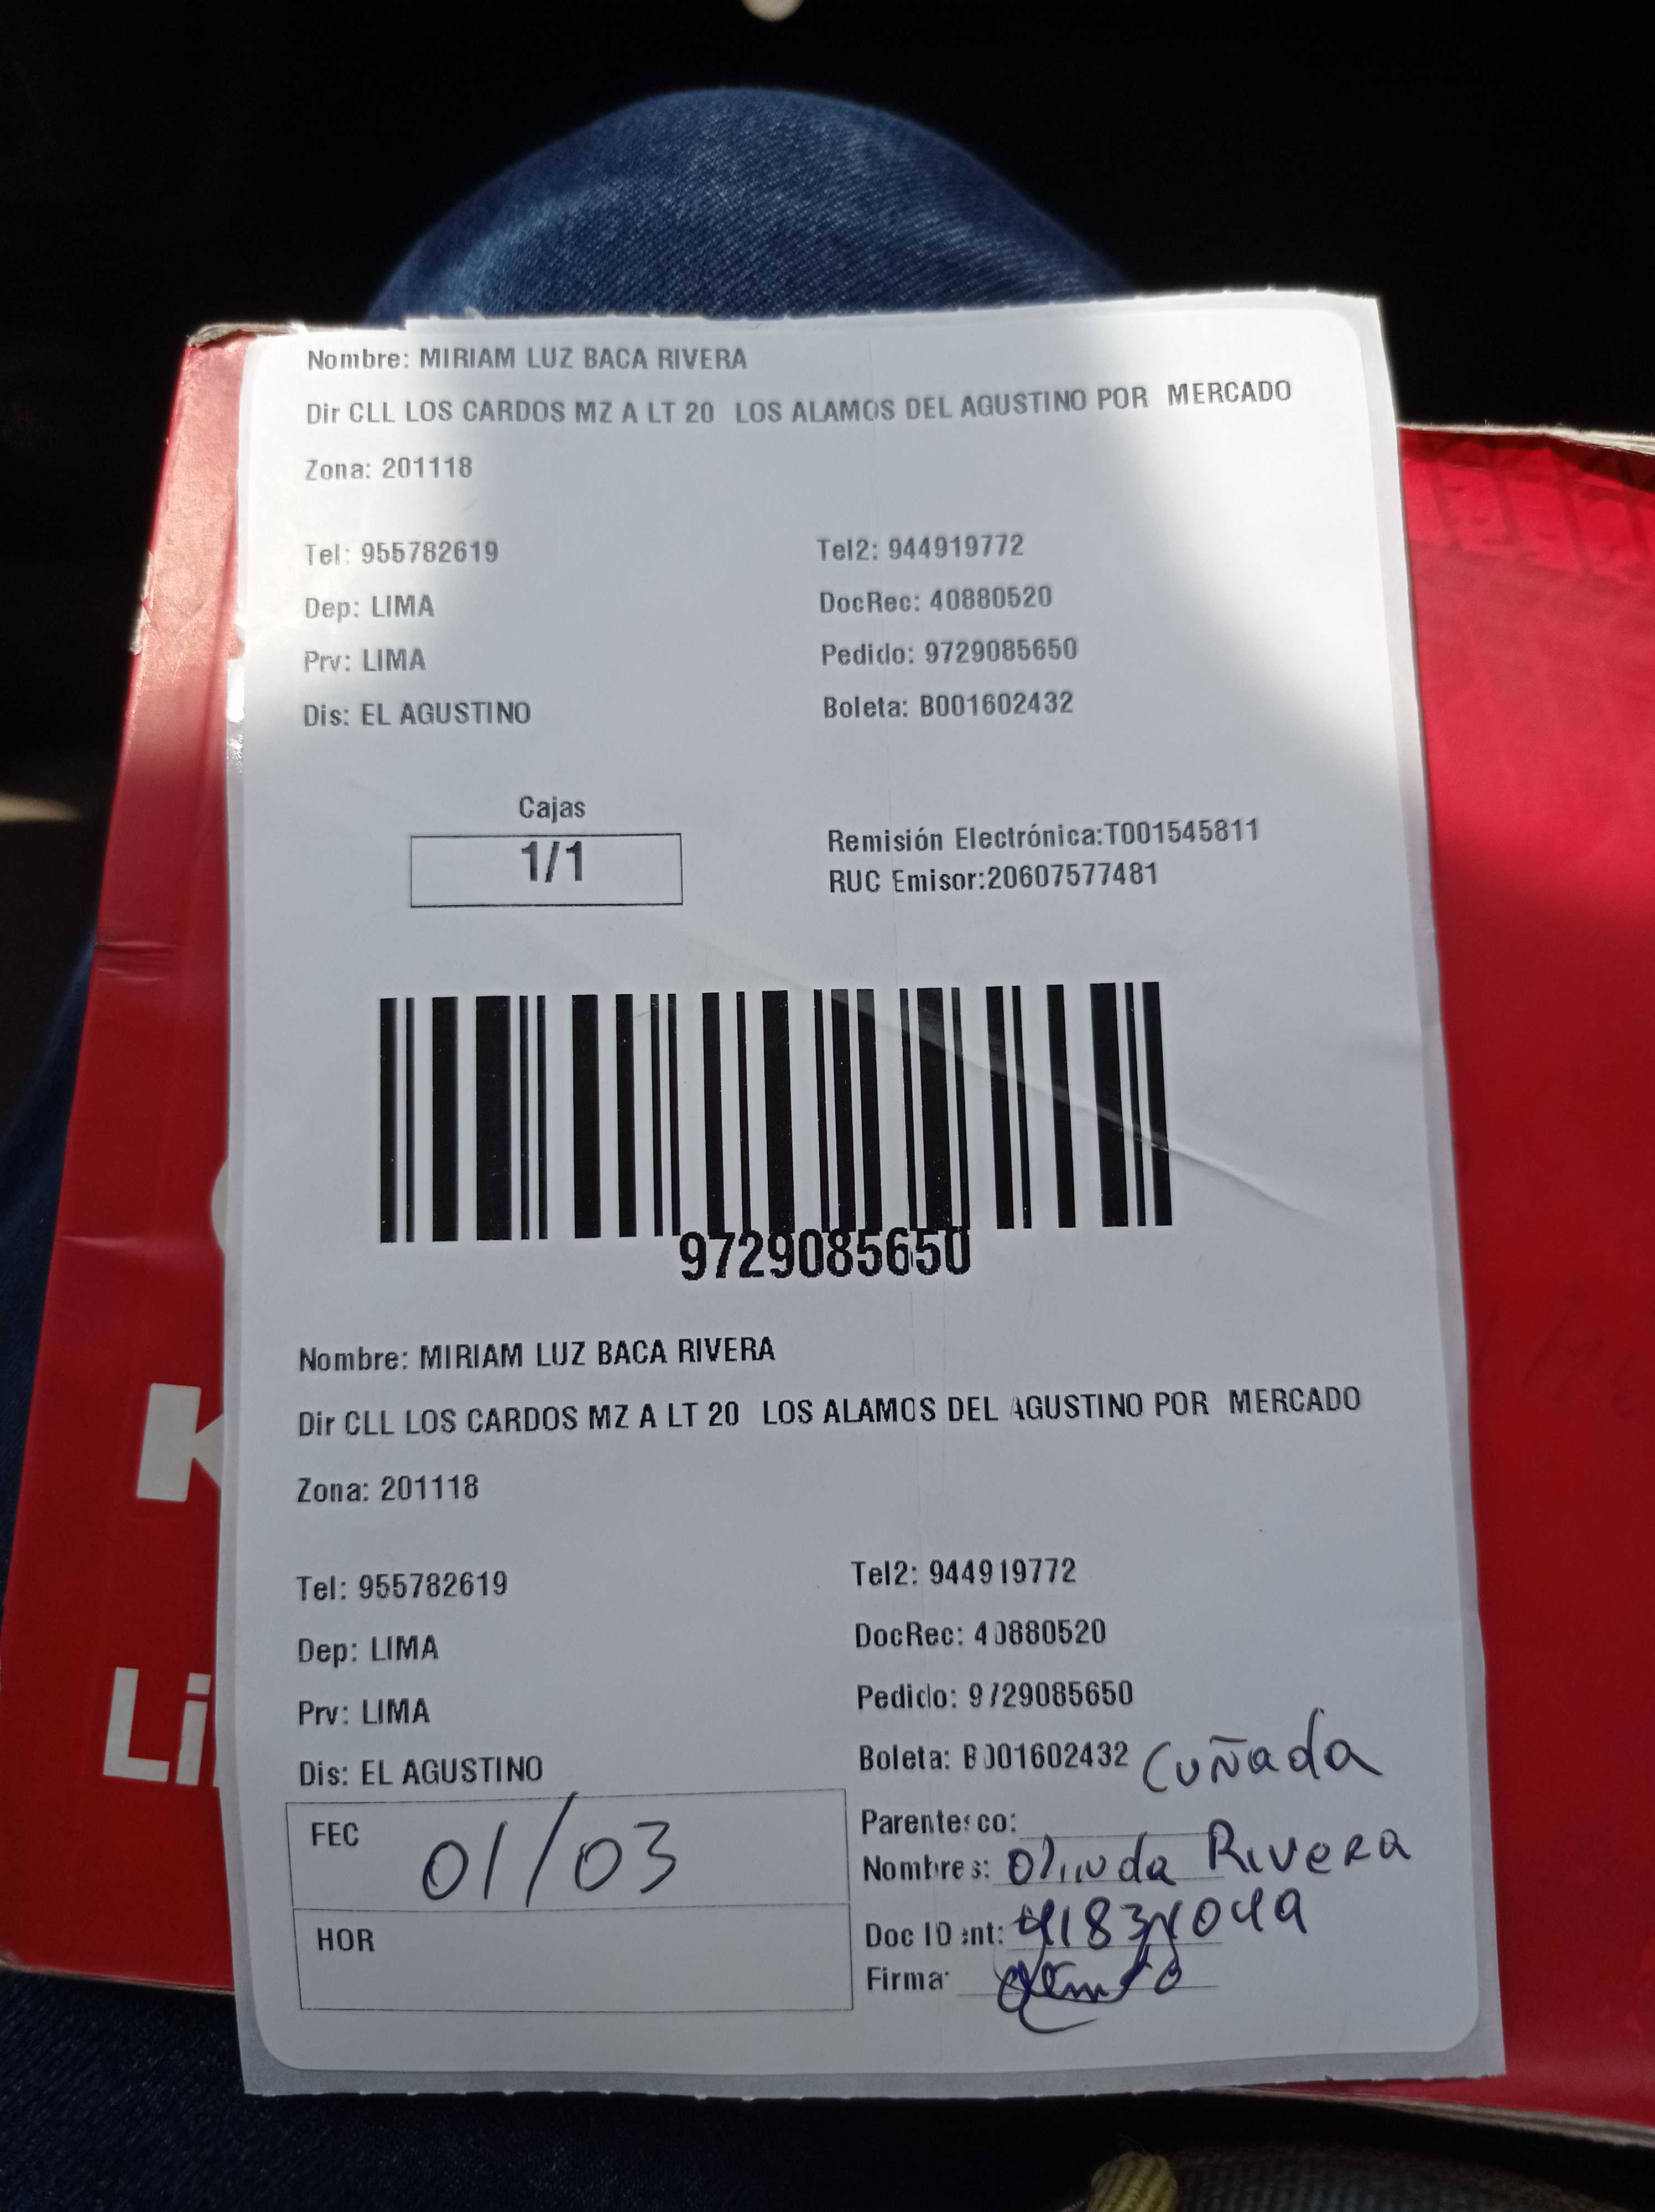 Nombre: MIRIAM LUZ BACA RIVERA
Dir CLL LOS CARDOS MZ A LT 20 LOS ALAMOS DEL AGUSTINO POR MERCADO
Zona: 201118
Tel: 955782619 Tel2: 944919772
Dep: LIMA DocRec: 40880520
Prv: LIMA Pedido: 9729085650
Dis: EL AGUSTINO Boleta: B001602432
Cajas
1/1
Remisión Electrónica:T001545811
RUC Emisor:20607577481
9729085650
Nombre: MIRIAM LUZ BACA RIVERA
Dir CLL LOS CARDOS MZ A LT 20 LOS ALAMOS DEL AGUSTINO POR MERCADO
Zona: 201118
Tel: 955782619 Tel2: 944919772
Dep: LIMA DocRec: 40880520
Prv: LIMA Pedido: 9729085650
Dis: EL AGUSTINO Boleta: B001602432
Cuñada
FEC 01/03 Parentesco:
Nombres: Olinda Rivera
HOR Doc IDent:
Firma:
K
Li